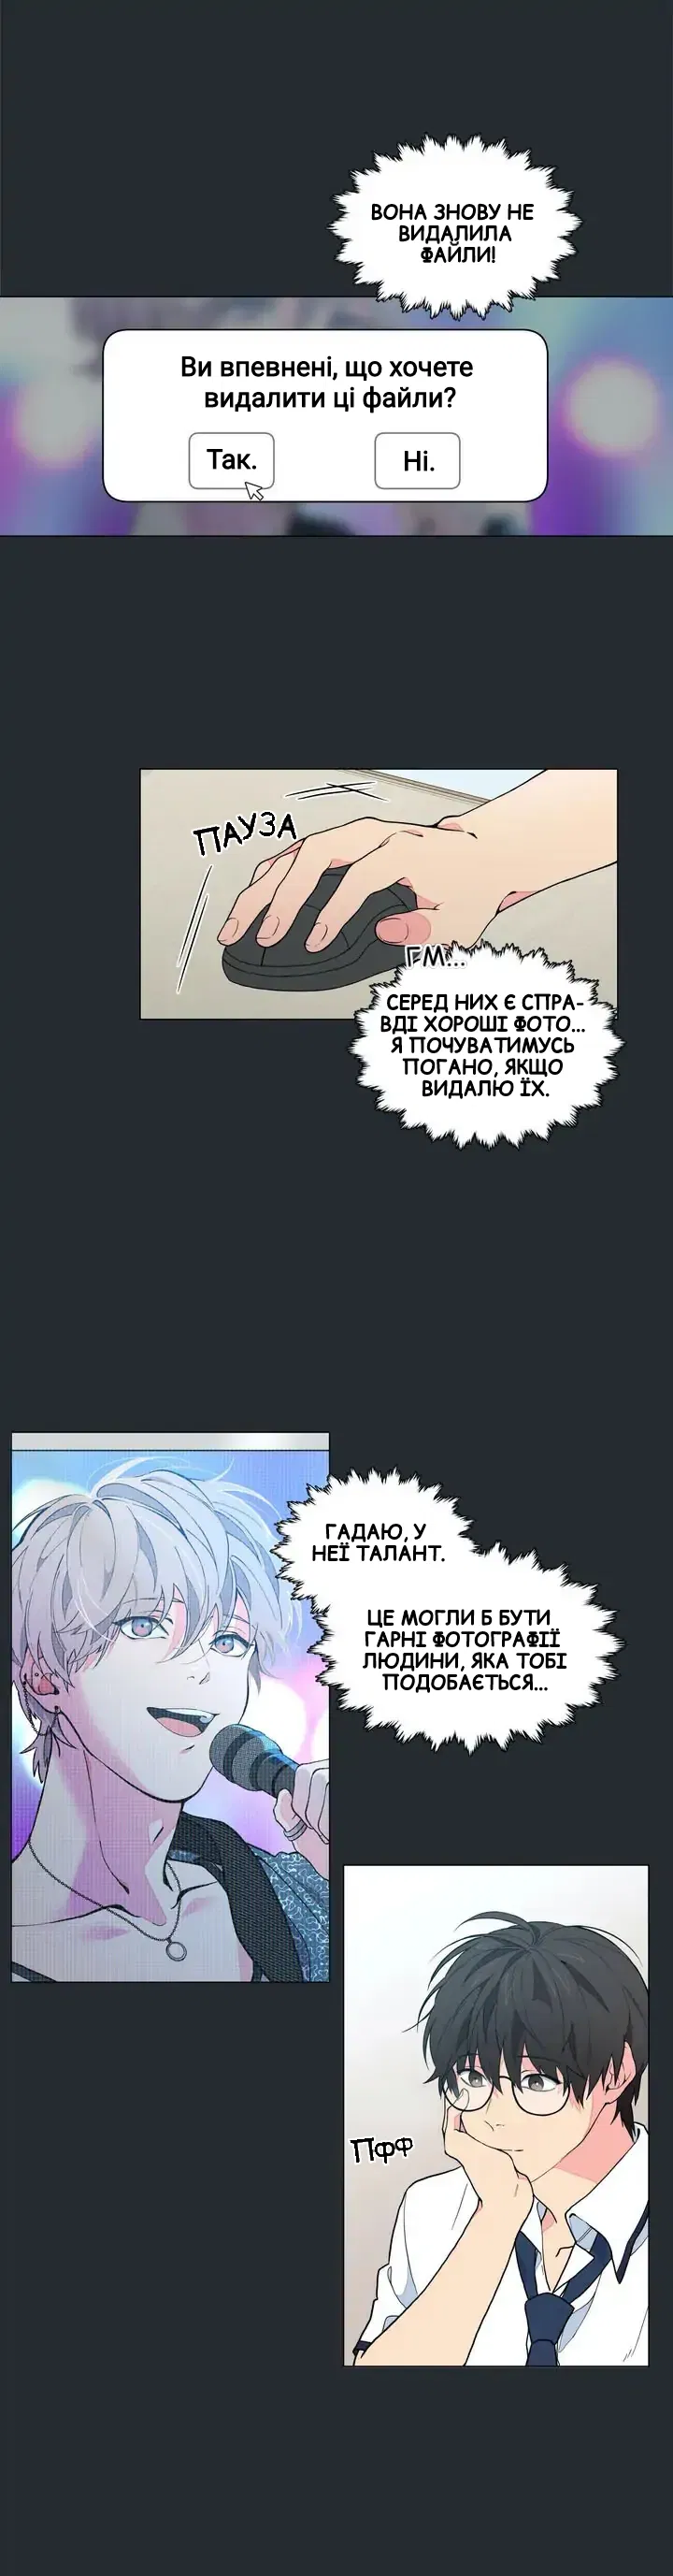 ВОНА ЗНОВУ НЕ
ВИДАЛИЛА
ФАЙЛИ!
Ви впевнені, що хочете
видалити ці файли?
Так.
Ні.
ПАУЗА
ГМ...
СЕРЕД НИХ Є СПРА-
ВДІ ХОРОШІ ФОТО...
Я ПОЧУВАТИМУСЬ
ПОГАНО, ЯКЩО
ВИДАЛЮ ЇХ.
ГАДАЮ, У
НЕЇ ТАЛАНТ.
ЦЕ МОГЛИ Б БУТИ
ГАРНІ ФОТОГРАФІЇ
ЛЮДИНИ, ЯКА ТОБІ
ПОДОБАЄТЬСЯ...
ПФФ